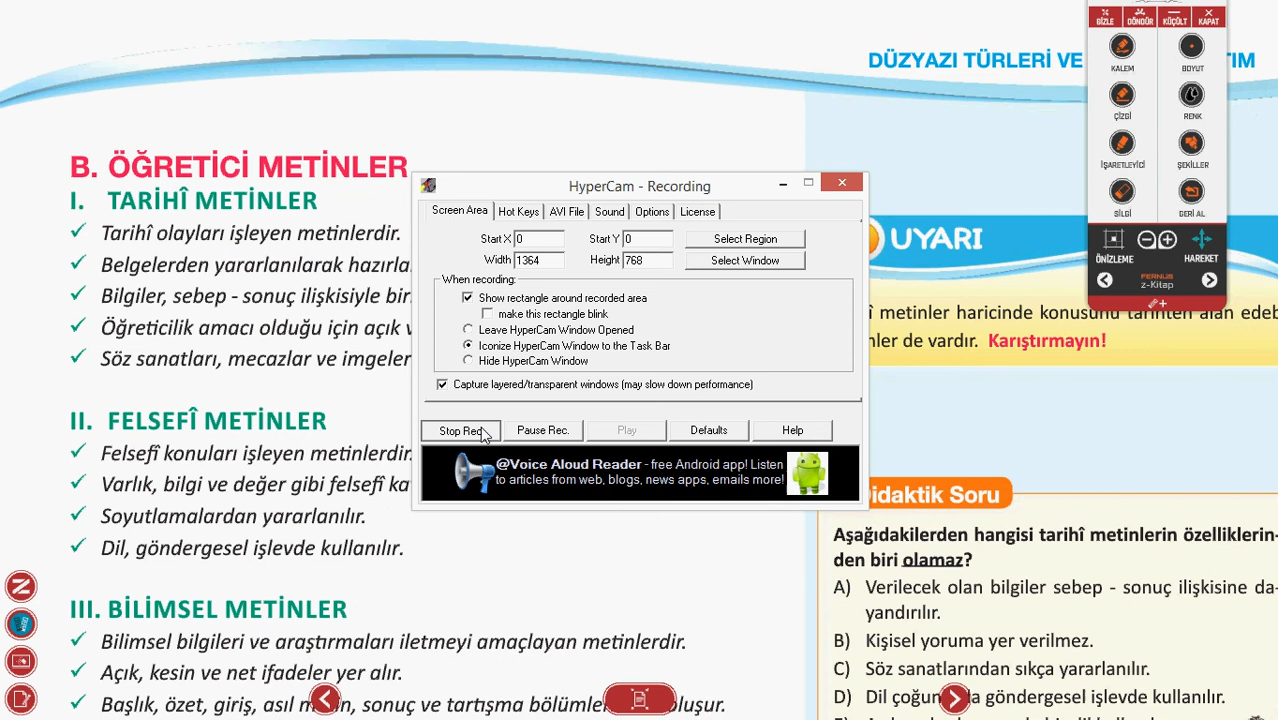 DÜZYAZI TÜRLERİ VE
TIM
GİZLE
DÖNDÜR
KÜÇÜLT
KAPAT
KALEM
BOYUT
ÇİZGİ
RENK
İŞARETLEYİCİ
ŞEKİLLER
SİLGİ
GERİ AL
ÖNİZLEME
HAREKET
FERNUS
z-Kitap
B. ÖĞRETİCİ METİNLER
I. TARİHÎ METİNLER
Tarihî olayları işleyen metinlerdir.
Belgelerden yararlanılarak
Bilgiler, sebep - sonuç ilişkisiyle
Öğreticilik amacı olduğu için açık
Söz sanatları, mecazlar ve imgeler
II. FELSEFÎ METİNLER
Felsefî konuları işleyen metinlerdir.
Varlık, bilgi ve değer gibi felsefî
Soyutlamalardan yararlanılır.
Dil, göndergesel işlevde kullanılır.
III. BİLİMSEL METİNLER
Bilimsel bilgileri ve araştırmaları iletmeyi amaçlayan metinlerdir.
Açık, kesin ve net ifadeler yer alır.
Başlık, özet, giriş, asıl sonuç ve tartışma
HyperCam - Recording
Screen Area Hot Keys AVI File Sound Options License
Start X 0 Start Y 0 Select Region
Width 1364 Height 768 Select Window
When recording:
Show rectangle around recorded area
make this rectangle blink
Leave HyperCam Window Opened
Iconize HyperCam Window to the Task Bar
Hide HyperCam Window
Capture layered/transparent windows (may slow down performance)
Stop Rec. Pause Rec. Play Defaults Help
@Voice Aloud Reader - free Android app! Listen
to articles from web, blogs, news apps, emails more!
UYARI
metinler haricinde konusunu tarihten alan
de vardır. Karıştırmayın!
Didaktik Soru
Aşağıdakilerden hangisi tarihî metinlerin özelliklerin-
den biri olamaz?
A) Verilecek olan bilgiler sebep - sonuç ilişkisine da-
yandırılır.
B) Kişisel yoruma yer verilmez.
C) Söz sanatlarından sıkça yararlanılır.
D) Dil göndergesel işlevde kullanılır.